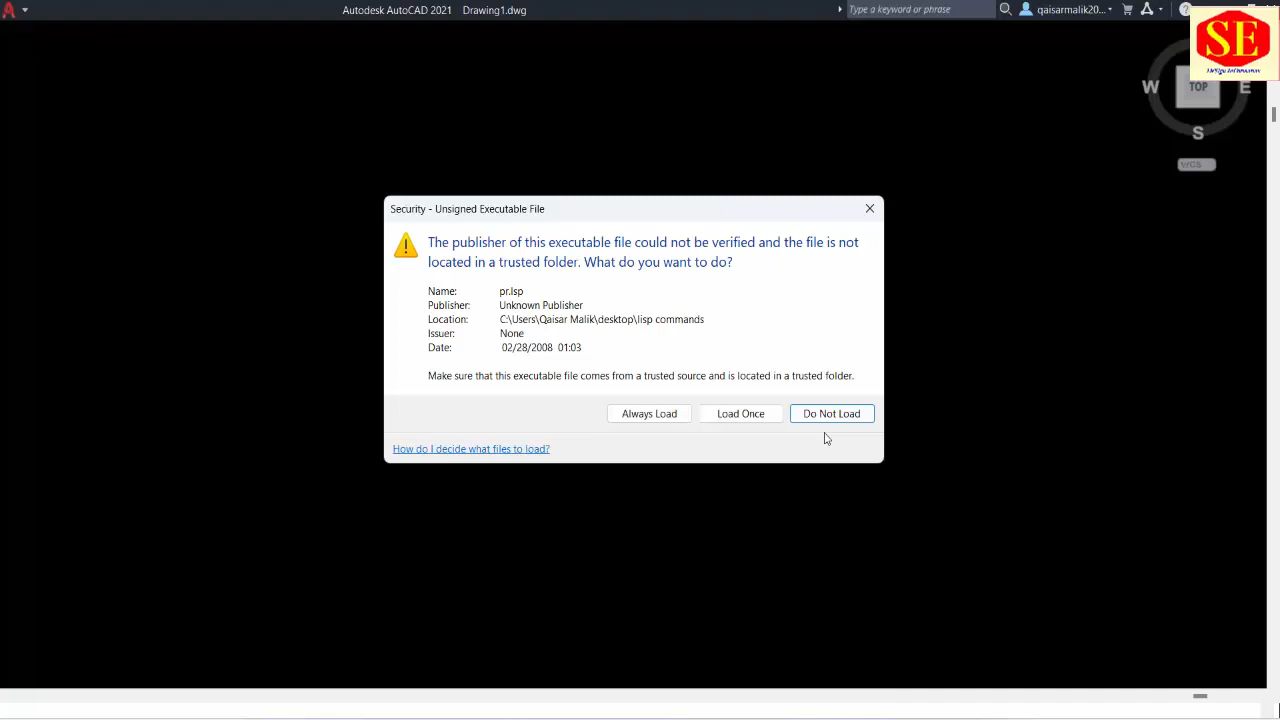 Autodesk AutoCAD 2021 Drawing1.dwg
Type a keyword or phrase
qaisarmalik20...
SE
DeSign InFormation
W
TOP
E
S
WCS
Security - Unsigned Executable File
The publisher of this executable file could not be verified and the file is not
located in a trusted folder. What do you want to do?
Name: pr.lsp
Publisher: Unknown Publisher
Location: C:\Users\Qaisar Malik\desktop\lisp commands
Issuer: None
Date: 02/28/2008 01:03
Make sure that this executable file comes from a trusted source and is located in a trusted folder.
Always Load
Load Once
Do Not Load
How do I decide what files to load?